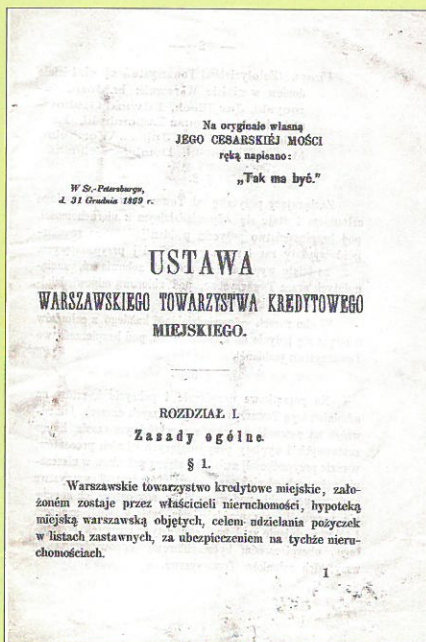 Na oryginale własną
JEGO CESARSKIÉJ MOŚCI
ręką napisano:
„Tak ma być.”
W St.-Petersburgu,
d. 31 Grudnia 1869 r.
USTAWA
WARSZAWSKIEGO TOWARZYSTWA KREDYTOWEGO
MIEJSKIEGO.
ROZDZIAŁ I.
Zasady ogólne.
§ 1.
Warszawskie towarzystwo kredytowe miejskie, zało-
żoném zostaje przez właścicieli nieruchomości, hypoteką
miejską warszawską objętych, celem udzielania pożyczek
w listach zastawnych, za ubezpieczeniem na tychże nieru-
chomościach.
1